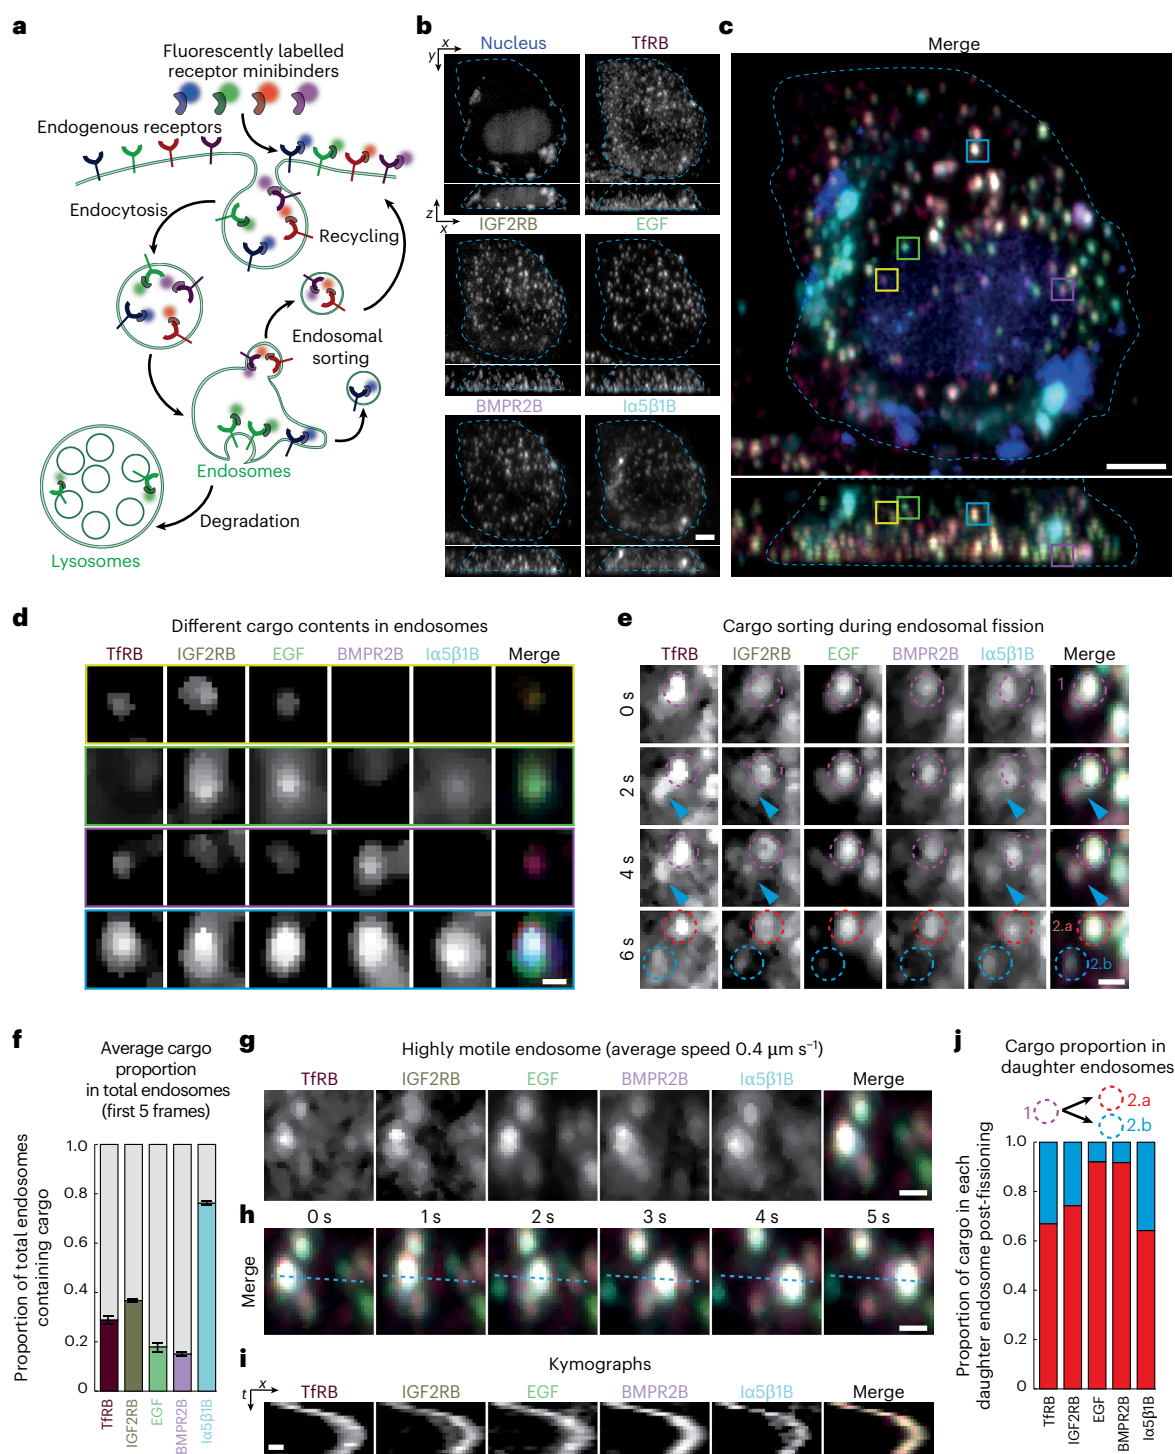 a
Fluorescently labelled
receptor minibinders
Endogenous receptors
Endocytosis
Recycling
Endosomal
sorting
Endosomes
Degradation
Lysosomes
b
x
y
Nucleus
TfRB
z
x
IGF2RB
EGF
BMPR2B
Iα5β1B
c
Merge
d
Different cargo contents in endosomes
TfRB IGF2RB EGF BMPR2B Iα5β1B Merge
e
Cargo sorting during endosomal fission
TfRB IGF2RB EGF BMPR2B Iα5β1B Merge
0 s
1
2 s
4 s
6 s
2.a
2.b
f
Average cargo
proportion
in total endosomes
(first 5 frames)
Proportion of total endosomes
containing cargo
1.0
0.8
0.6
0.4
0.2
0
TfRB
IGF2RB
EGF
BMPR2B
Iα5β1B
g
Highly motile endosome (average speed 0.4 μm s⁻¹)
TfRB IGF2RB EGF BMPR2B Iα5β1B Merge
h
0 s 1 s 2 s 3 s 4 s 5 s
Merge
i
Kymographs
x
t
TfRB IGF2RB EGF BMPR2B Iα5β1B Merge
j
Cargo proportion in
daughter endosomes
1
2.a
2.b
Proportion of cargo in each
daughter endosome post-fissioning
1.0
0.8
0.6
0.4
0.2
0
TfRB
IGF2RB
EGF
BMPR2B
Iα5β1B